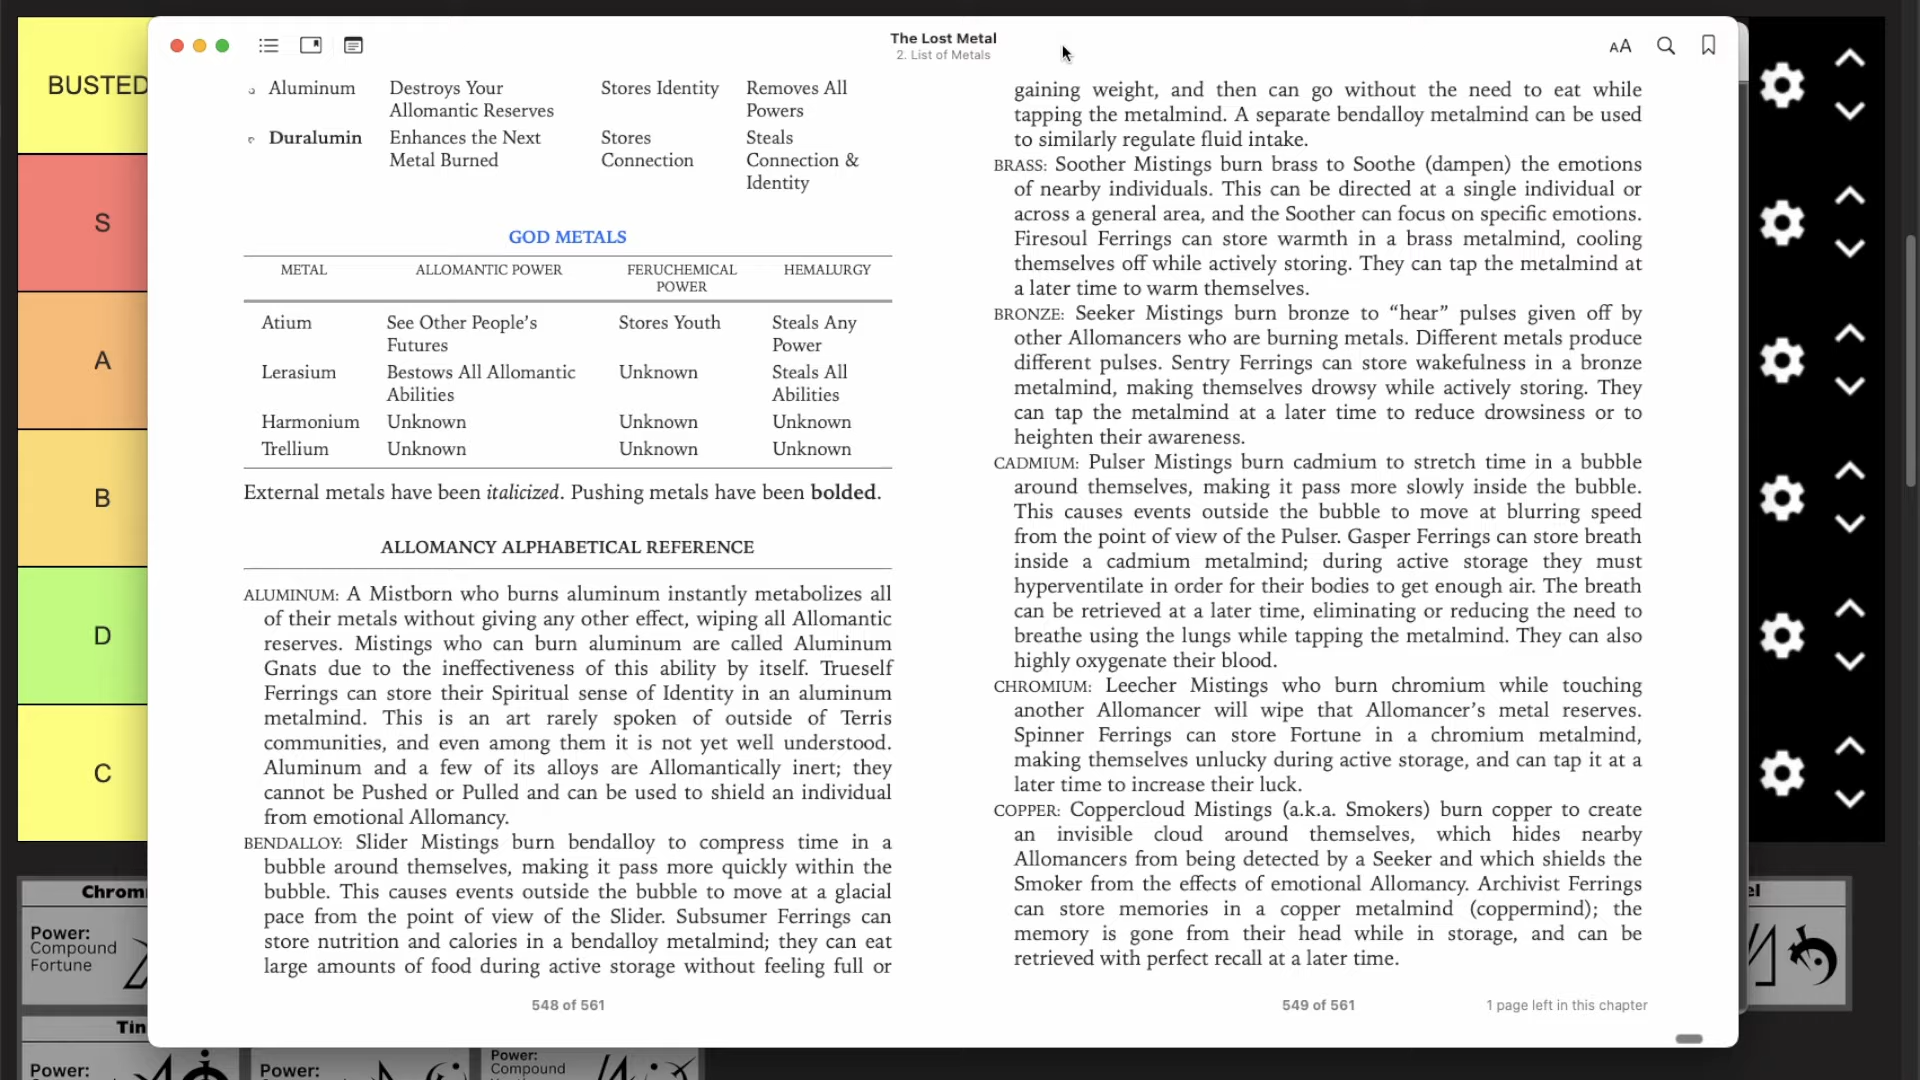 BUSTED
S
A
B
D
C
The Lost Metal
2. List of Metals
AA
Aluminum Destroys Your Allomantic Reserves Stores Identity Removes All Powers
Duralumin Enhances the Next Metal Burned Stores Connection Steals Connection & Identity
GOD METALS
METAL ALLOMANTIC POWER FERUCHEMICAL POWER HEMALURGY
Atium See Other People’s Futures Stores Youth Steals Any Power
Lerasium Bestows All Allomantic Abilities Unknown Steals All Abilities
Harmonium Unknown Unknown Unknown
Trellium Unknown Unknown Unknown
External metals have been italicized. Pushing metals have been bolded.
ALLOMANCY ALPHABETICAL REFERENCE
ALUMINUM: A Mistborn who burns aluminum instantly metabolizes all
of their metals without giving any other effect, wiping all Allomantic
reserves. Mistings who can burn aluminum are called Aluminum
Gnats due to the ineffectiveness of this ability by itself. Trueself
Ferrings can store their Spiritual sense of Identity in an aluminum
metalmind. This is an art rarely spoken of outside of Terris
communities, and even among them it is not yet well understood.
Aluminum and a few of its alloys are Allomantically inert; they
cannot be Pushed or Pulled and can be used to shield an individual
from emotional Allomancy.
BENDALLOY: Slider Mistings burn bendalloy to compress time in a
bubble around themselves, making it pass more quickly within the
bubble. This causes events outside the bubble to move at a glacial
pace from the point of view of the Slider. Subsumer Ferrings can
store nutrition and calories in a bendalloy metalmind; they can eat
large amounts of food during active storage without feeling full or
548 of 561
gaining weight, and then can go without the need to eat while
tapping the metalmind. A separate bendalloy metalmind can be used
to similarly regulate fluid intake.
BRASS: Soother Mistings burn brass to Soothe (dampen) the emotions
of nearby individuals. This can be directed at a single individual or
across a general area, and the Soother can focus on specific emotions.
Firesoul Ferrings can store warmth in a brass metalmind, cooling
themselves off while actively storing. They can tap the metalmind at
a later time to warm themselves.
BRONZE: Seeker Mistings burn bronze to “hear” pulses given off by
other Allomancers who are burning metals. Different metals produce
different pulses. Sentry Ferrings can store wakefulness in a bronze
metalmind, making themselves drowsy while actively storing. They
can tap the metalmind at a later time to reduce drowsiness or to
heighten their awareness.
CADMIUM: Pulser Mistings burn cadmium to stretch time in a bubble
around themselves, making it pass more slowly inside the bubble.
This causes events outside the bubble to move at blurring speed
from the point of view of the Pulser. Gasper Ferrings can store breath
inside a cadmium metalmind; during active storage they must
hyperventilate in order for their bodies to get enough air. The breath
can be retrieved at a later time, eliminating or reducing the need to
breathe using the lungs while tapping the metalmind. They can also
highly oxygenate their blood.
CHROMIUM: Leecher Mistings who burn chromium while touching
another Allomancer will wipe that Allomancer’s metal reserves.
Spinner Ferrings can store Fortune in a chromium metalmind,
making themselves unlucky during active storage, and can tap it at a
later time to increase their luck.
COPPER: Coppercloud Mistings (a.k.a. Smokers) burn copper to create
an invisible cloud around themselves, which hides nearby
Allomancers from being detected by a Seeker and which shields the
Smoker from the effects of emotional Allomancy. Archivist Ferrings
can store memories in a copper metalmind (coppermind); the
memory is gone from their head while in storage, and can be
retrieved with perfect recall at a later time.
549 of 561
1 page left in this chapter
Chrom
Power:
Compound
Fortune
el
Tin
Power:
Power:
Power:
Compound